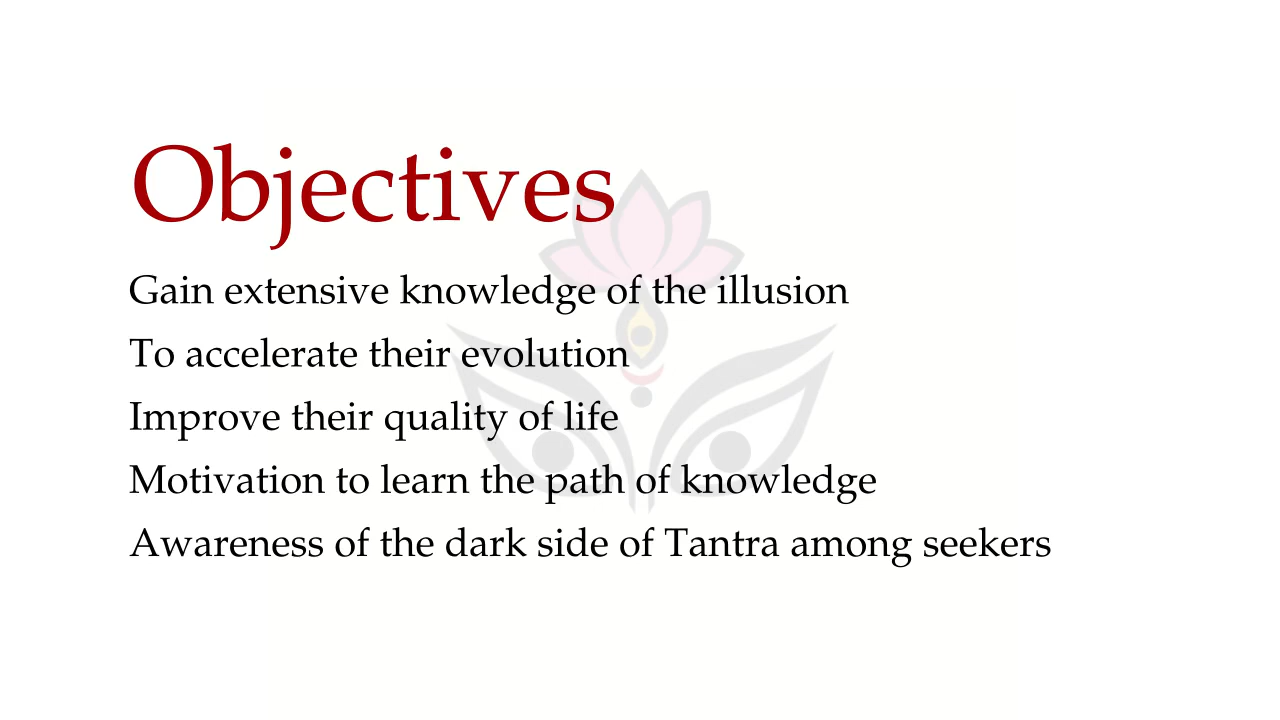 Objectives
Gain extensive knowledge of the illusion
To accelerate their evolution
Improve their quality of life
Motivation to learn the path of knowledge
Awareness of the dark side of Tantra among seekers